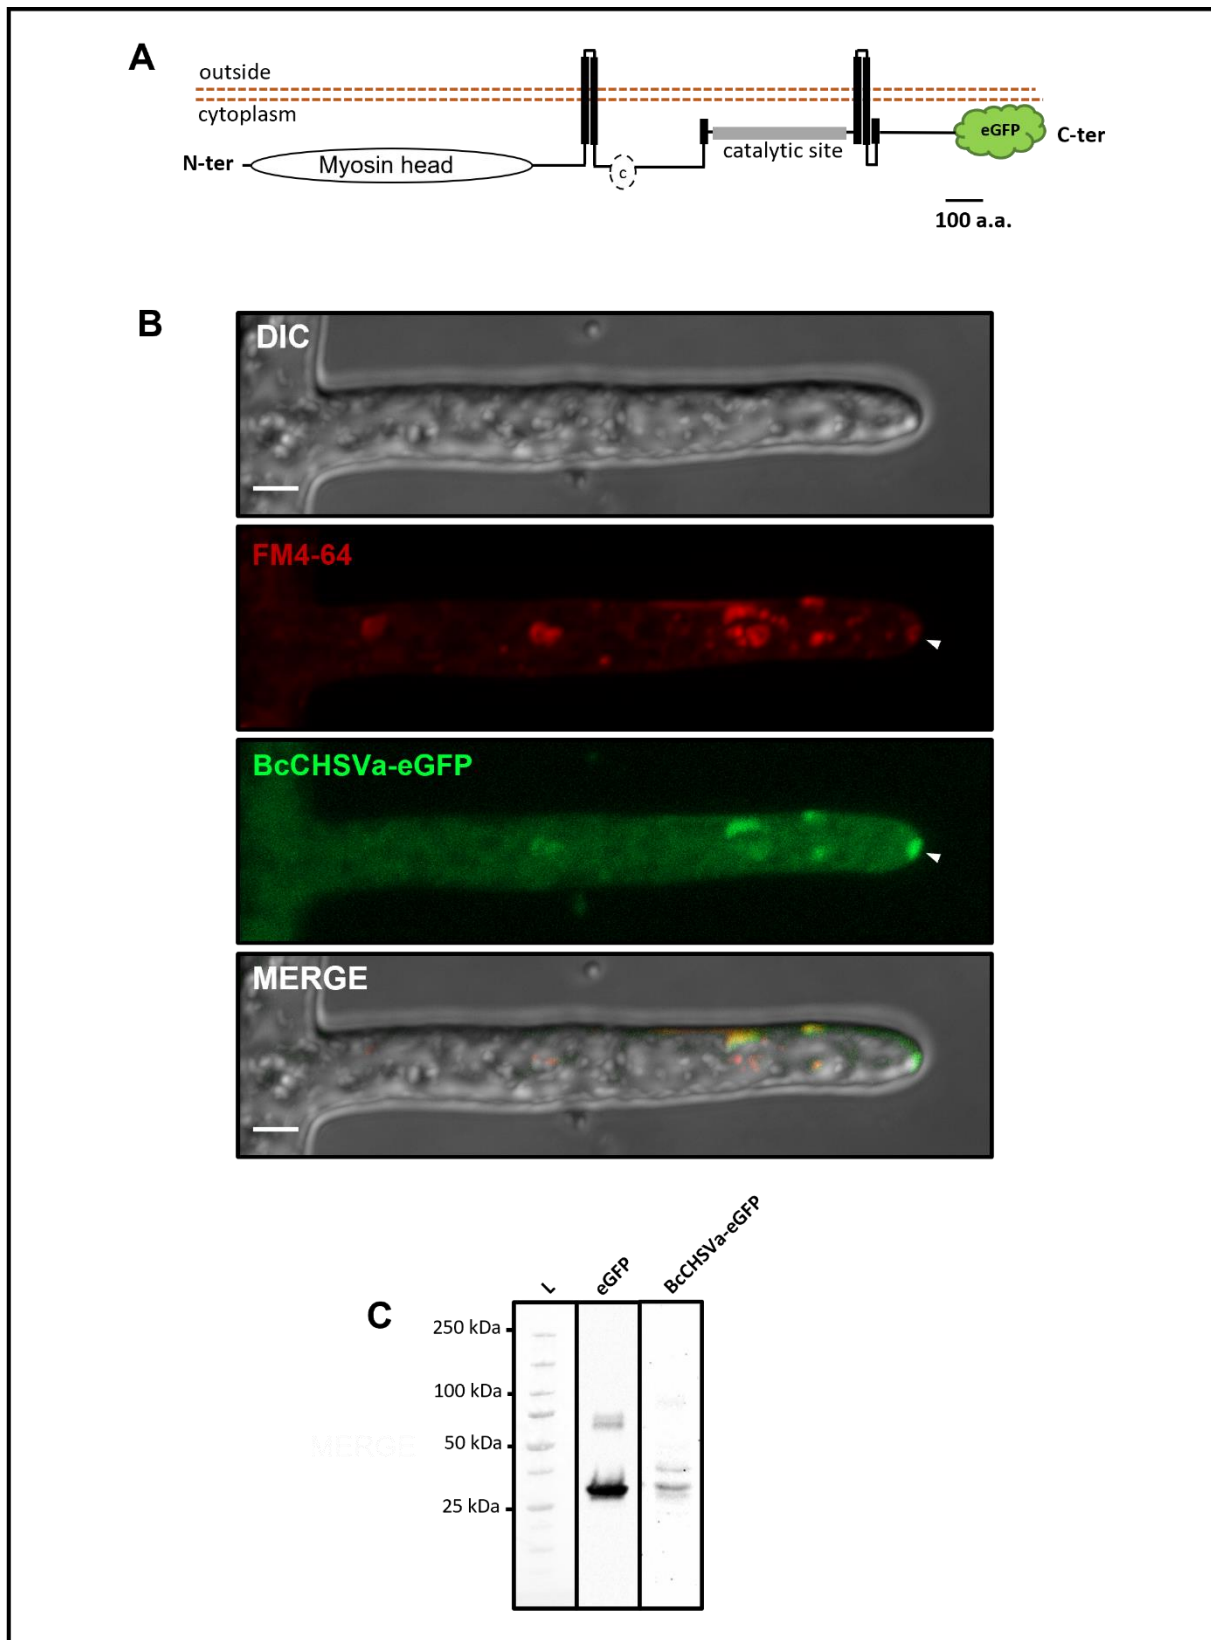 A
outside
cytoplasm
N-ter
Myosin head
c
catalytic site
eGFP
C-ter
100 a.a.
B
DIC
FM4-64
BcCHSVa-eGFP
MERGE
C
L
eGFP
BcCHSVa-eGFP
250 kDa
100 kDa
50 kDa
25 kDa
MERGE